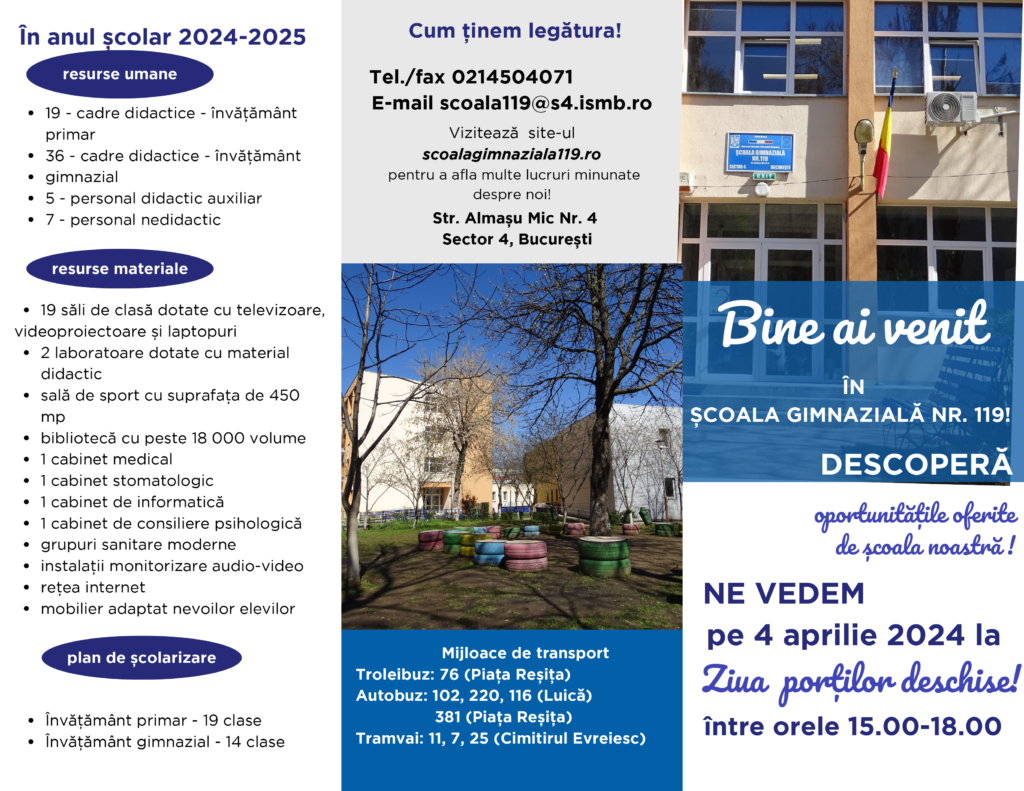 În anul școlar 2024-2025
resurse umane
• 19 - cadre didactice - învățământ
primar
• 36 - cadre didactice - învățământ
• gimnazial
• 5 - personal didactic auxiliar
• 7 - personal nedidactic
resurse materiale
• 19 săli de clasă dotate cu televizoare,
videoproiectoare și laptopuri
• 2 laboratoare dotate cu material
didactic
• sală de sport cu suprafața de 450
mp
• bibliotecă cu peste 18 000 volume
• 1 cabinet medical
• 1 cabinet stomatologic
• 1 cabinet de informatică
• 1 cabinet de consiliere psihologică
• grupuri sanitare moderne
• instalații monitorizare audio-video
• rețea internet
• mobilier adaptat nevoilor elevilor
plan de școlarizare
• Învățământ primar - 19 clase
• Învățământ gimnazial - 14 clase
Cum ținem legătura!
Tel./fax 0214504071
E-mail scoala119@s4.ismb.ro
Vizitează site-ul
scoalagimnaziala119.ro
pentru a afla multe lucruri minunate
despre noi!
Str. Almașu Mic Nr. 4
Sector 4, București
Mijloace de transport
Troleibuz: 76 (Piața Reșița)
Autobuz: 102, 220, 116 (Luică)
381 (Piața Reșița)
Tramvai: 11, 7, 25 (Cimitirul Evreiesc)
ȘCOALA GIMNAZIALĂ
NR. 119
SECTOR 4 BUCUREȘTI
EXIT
Bine ai venit
ÎN
ȘCOALA GIMNAZIALĂ NR. 119!
DESCOPERĂ
oportunitățile oferite
de școala noastră !
NE VEDEM
pe 4 aprilie 2024 la
Ziua porților deschise!
între orele 15.00-18.00